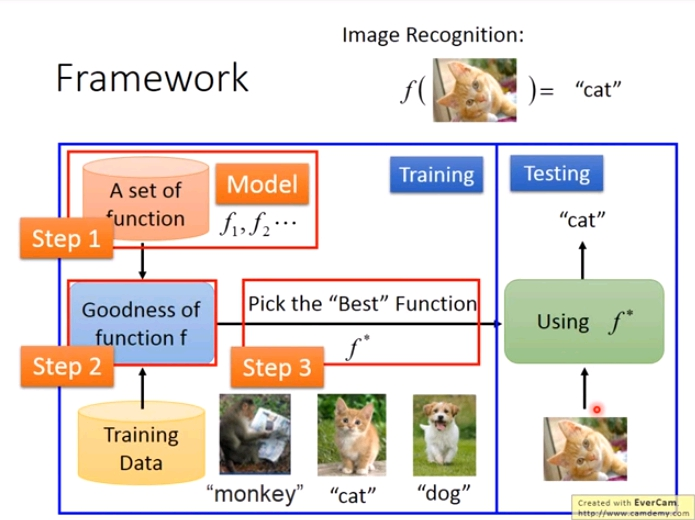 Image Recognition:
Framework
f( ) = “cat”
A set of
function
Model
f₁, f₂ ⋯
Training
Testing
Step 1
“cat”
Goodness of
function f
Pick the “Best” Function
f*
Using f*
Step 2
Step 3
Training
Data
“monkey”
“cat”
“dog”
Created with EverCam
http://www.camdemy.com